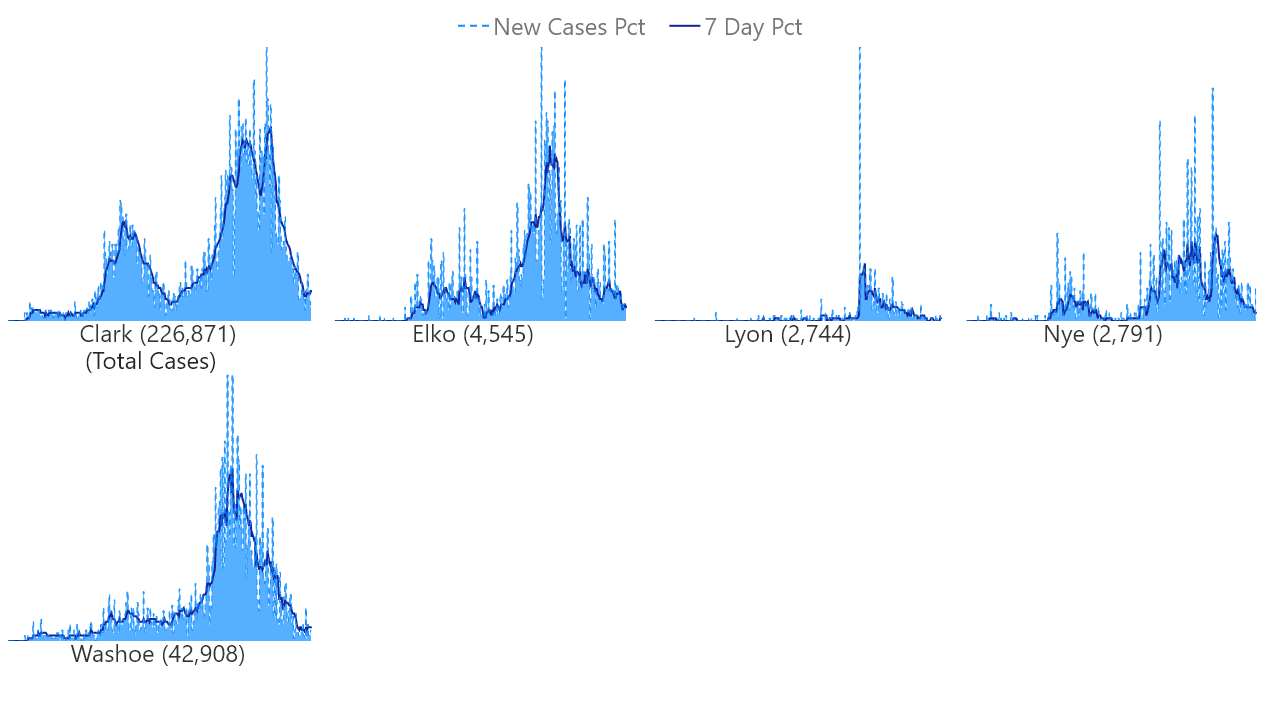 New Cases Pct 7 Day Pct
Clark (226,871) Elko (4,545) Lyon (2,744) Nye (2,791)
(Total Cases)
Washoe (42,908)